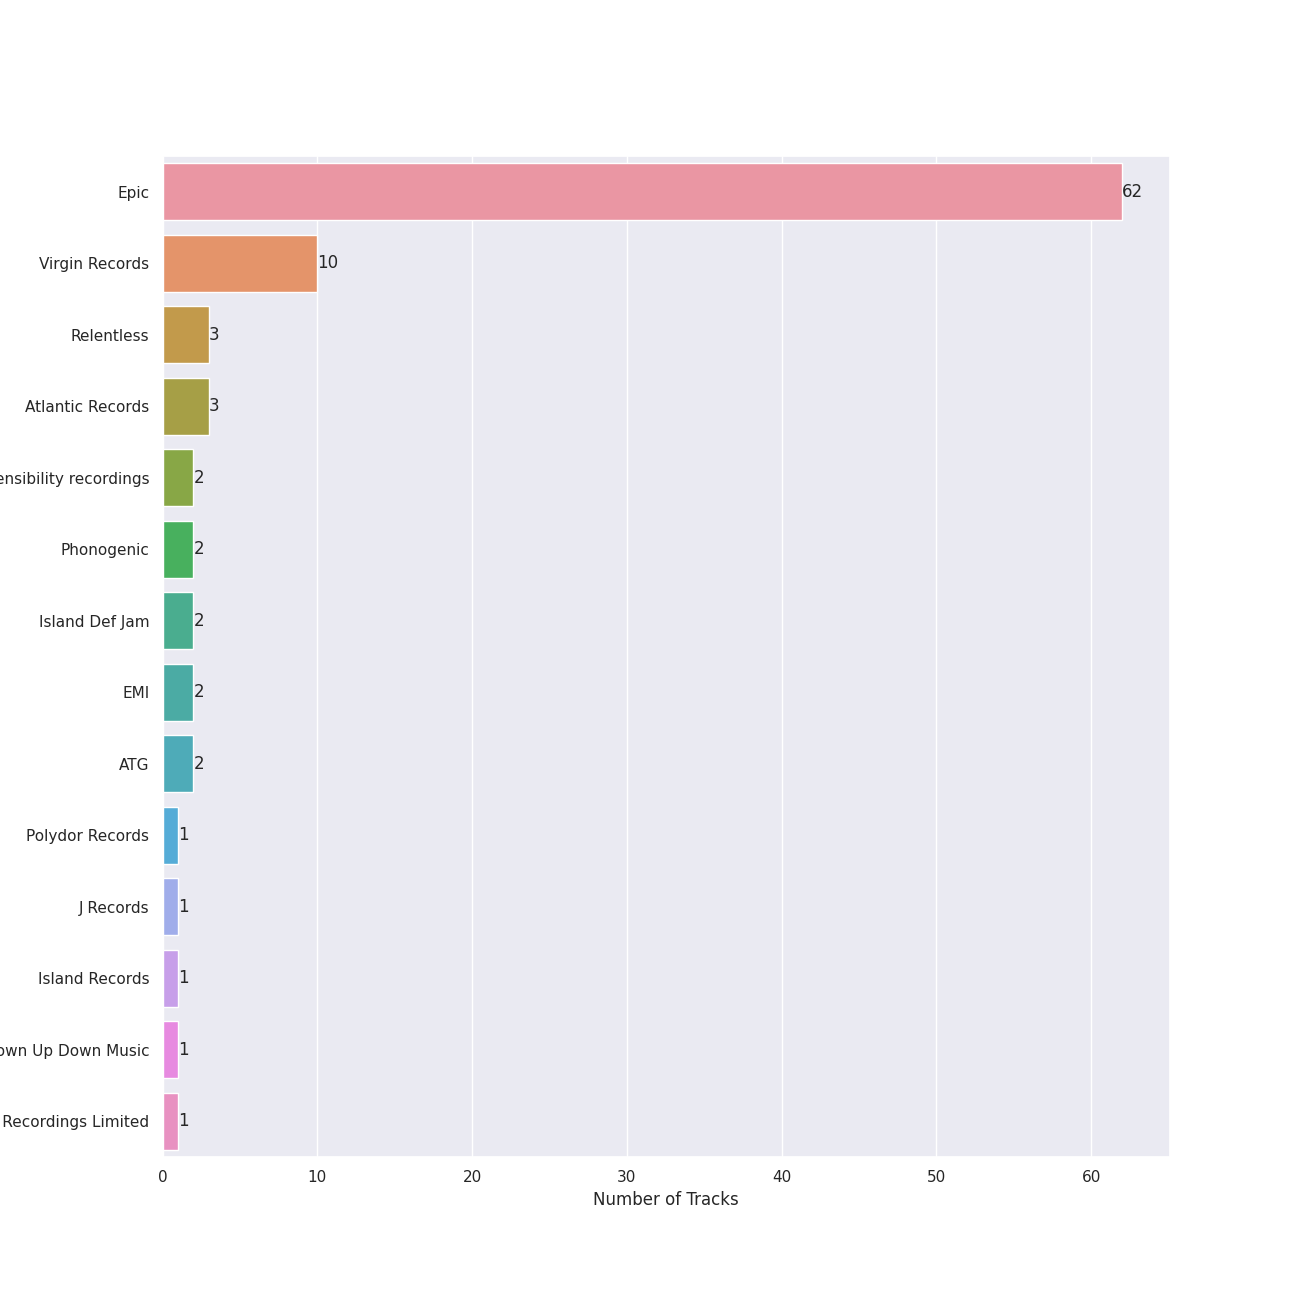 Epic 62
Virgin Records 10
Relentless 3
Atlantic Records 3
recordings 2
Phonogenic 2
Island Def Jam 2
EMI 2
ATG 2
Polydor Records 1
J Records 1
Island Records 1
Up Down Music 1
Recordings Limited 1
0 10 20 30 40 50 60
Number of Tracks